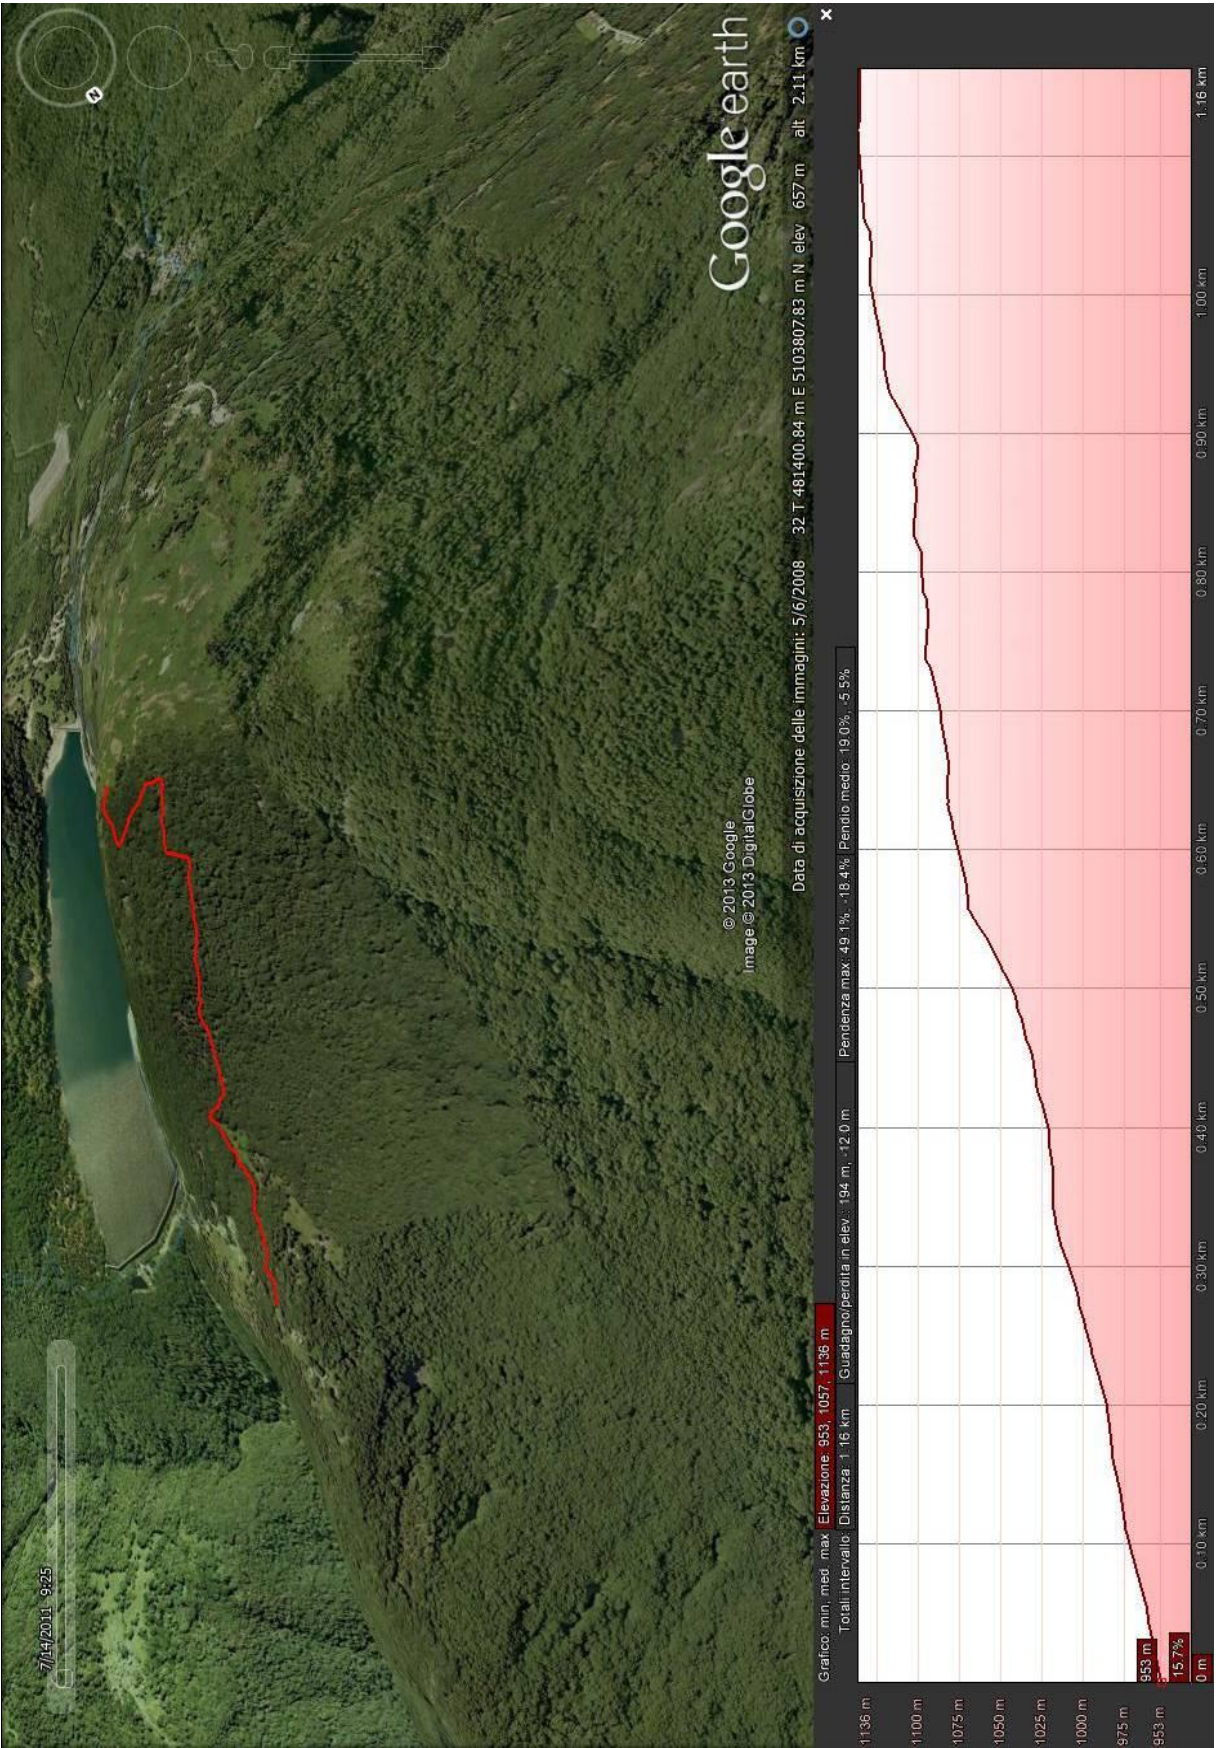 7/14/2011 9:25
N
Google earth
© 2013 Google
Image © 2013 DigitalGlobe
Data di acquisizione delle immagini: 5/6/2008 32 T 481400.84 m E 5103807.83 m N elev 657 m alt 2.11 km
Grafico: min, med. max Elevazione: 953, 1057, 1136 m
Totali intervallo: Distanza: 1.16 km Guadagno/perdita in elev.: 194 m, -12.0 m Pendenza max: 49.1%, -18.4% Pendio medio: 19.0%, -5.5%
1136 m
1100 m
1075 m
1050 m
1025 m
1000 m
975 m
953 m
953 m
15.7%
0 m 0.10 km 0.20 km 0.30 km 0.40 km 0.50 km 0.60 km 0.70 km 0.80 km 0.90 km 1.00 km 1.16 km